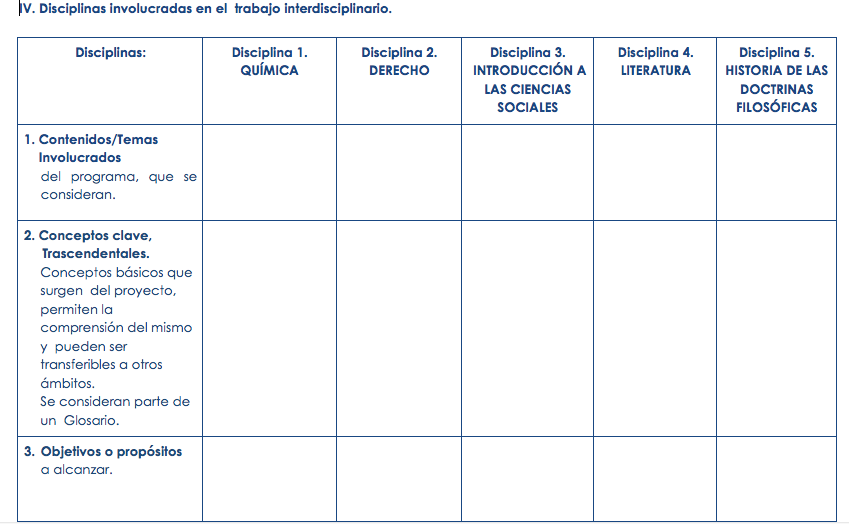 IV. Disciplinas involucradas en el trabajo interdisciplinario.
Disciplinas:
Disciplina 1.
QUÍMICA
Disciplina 2.
DERECHO
Disciplina 3.
INTRODUCCIÓN A
LAS CIENCIAS
SOCIALES
Disciplina 4.
LITERATURA
Disciplina 5.
HISTORIA DE LAS
DOCTRINAS
FILOSÓFICAS
1. Contenidos/Temas
Involucrados
del programa, que se
consideran.
2. Conceptos clave,
Trascendentales.
Conceptos básicos que
surgen del proyecto,
permiten la
comprensión del mismo
y pueden ser
transferibles a otros
ámbitos.
Se consideran parte de
un Glosario.
3. Objetivos o propósitos
a alcanzar.